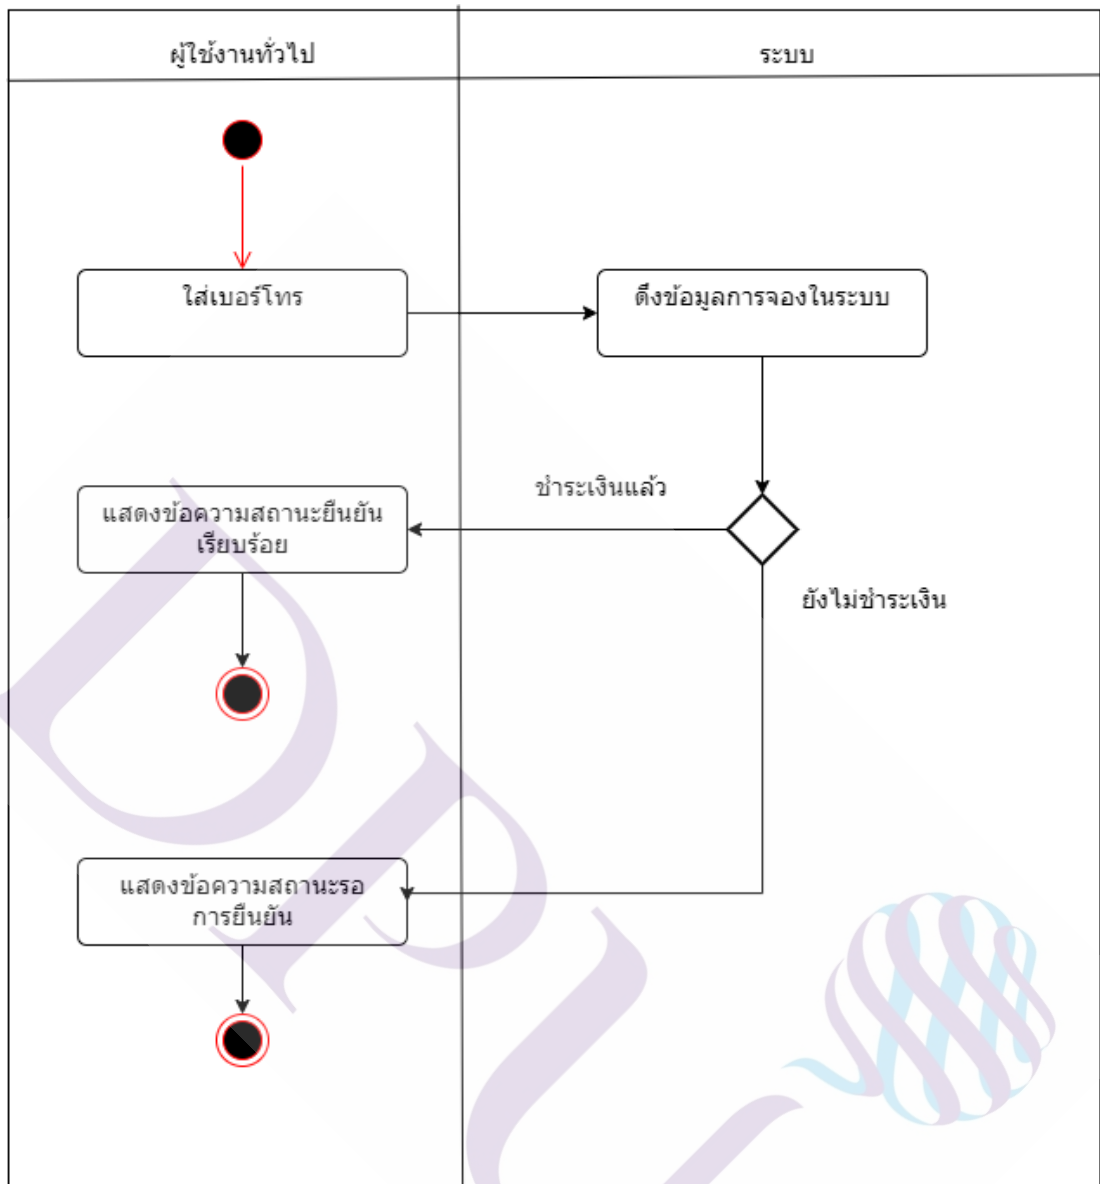 ผู้ใช้งานทั่วไป
ระบบ
ใส่เบอร์โทร
ดึงข้อมูลการจองในระบบ
ชำระเงินแล้ว
แสดงข้อความสถานะยืนยัน
เรียบร้อย
ยังไม่ชำระเงิน
แสดงข้อความสถานะรอ
การยืนยัน
DPU